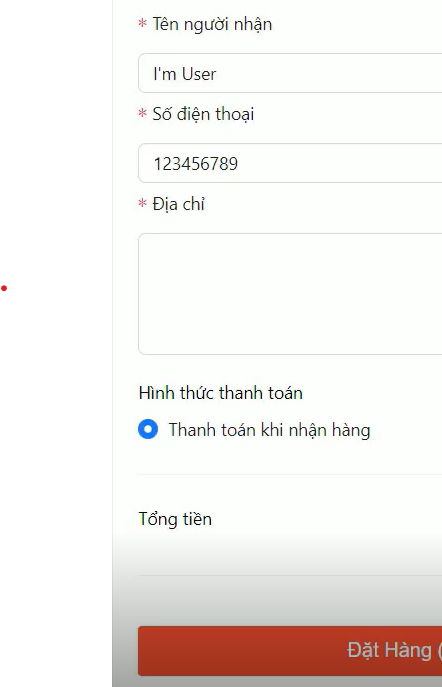 * Tên người nhận
I'm User
* Số điện thoại
123456789
* Địa chỉ
Hình thức thanh toán
Thanh toán khi nhận hàng
Tổng tiền
Đặt Hàng (